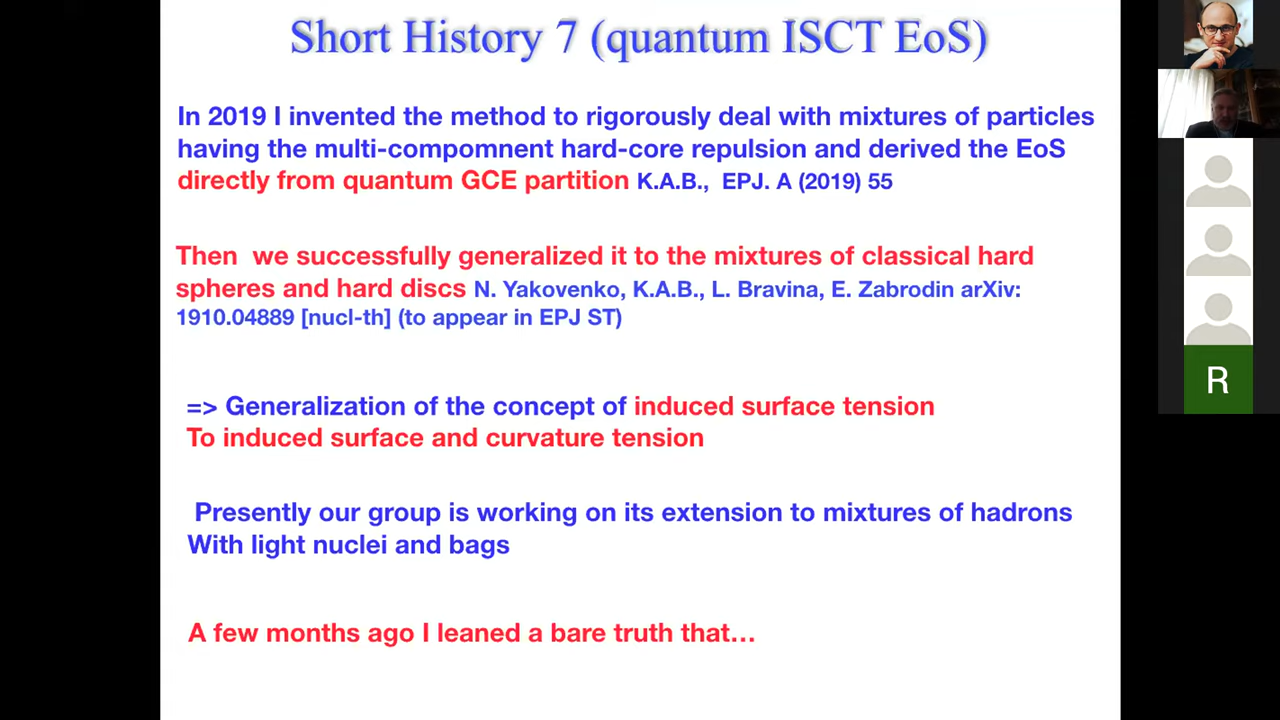 Short History 7 (quantum ISCT EoS)
In 2019 I invented the method to rigorously deal with mixtures of particles
having the multi-compomnent hard-core repulsion and derived the EoS
directly from quantum GCE partition K.A.B., EPJ. A (2019) 55
Then we successfully generalized it to the mixtures of classical hard
spheres and hard discs N. Yakovenko, K.A.B., L. Bravina, E. Zabrodin arXiv:
1910.04889 [nucl-th] (to appear in EPJ ST)
=> Generalization of the concept of induced surface tension
To induced surface and curvature tension
Presently our group is working on its extension to mixtures of hadrons
With light nuclei and bags
A few months ago I leaned a bare truth that…
R